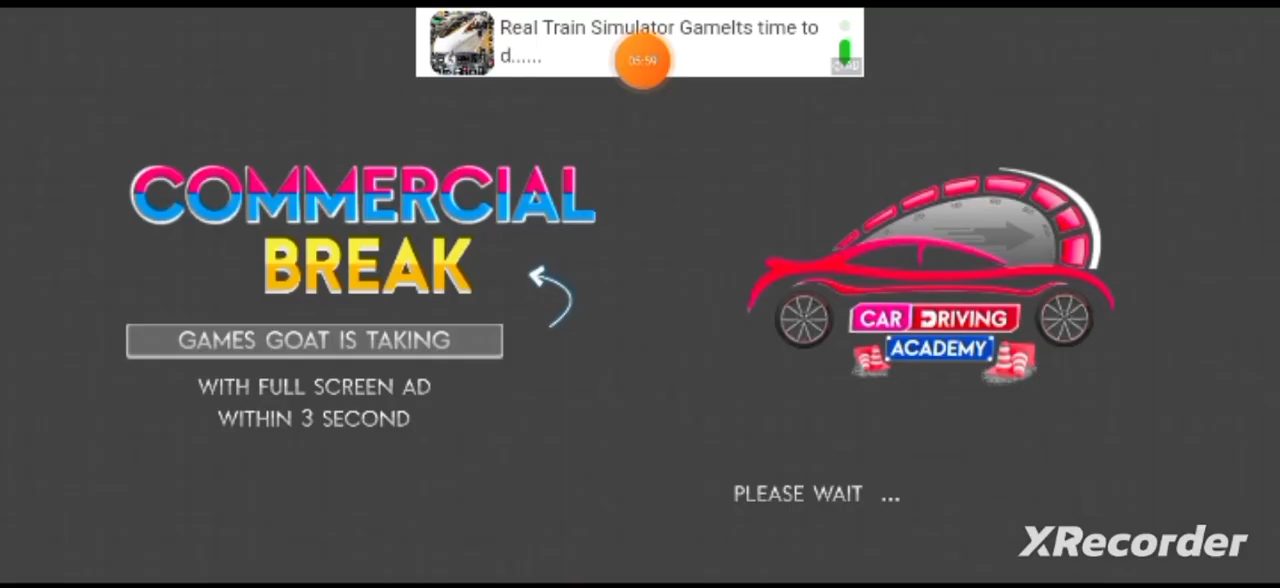 Real Train Simulator GameIts time to
d......
05:59
COMMERCIAL
BREAK
GAMES GOAT IS TAKING
WITH FULL SCREEN AD
WITHIN 3 SECOND
CAR DRIVING
ACADEMY
PLEASE WAIT ...
XRecorder